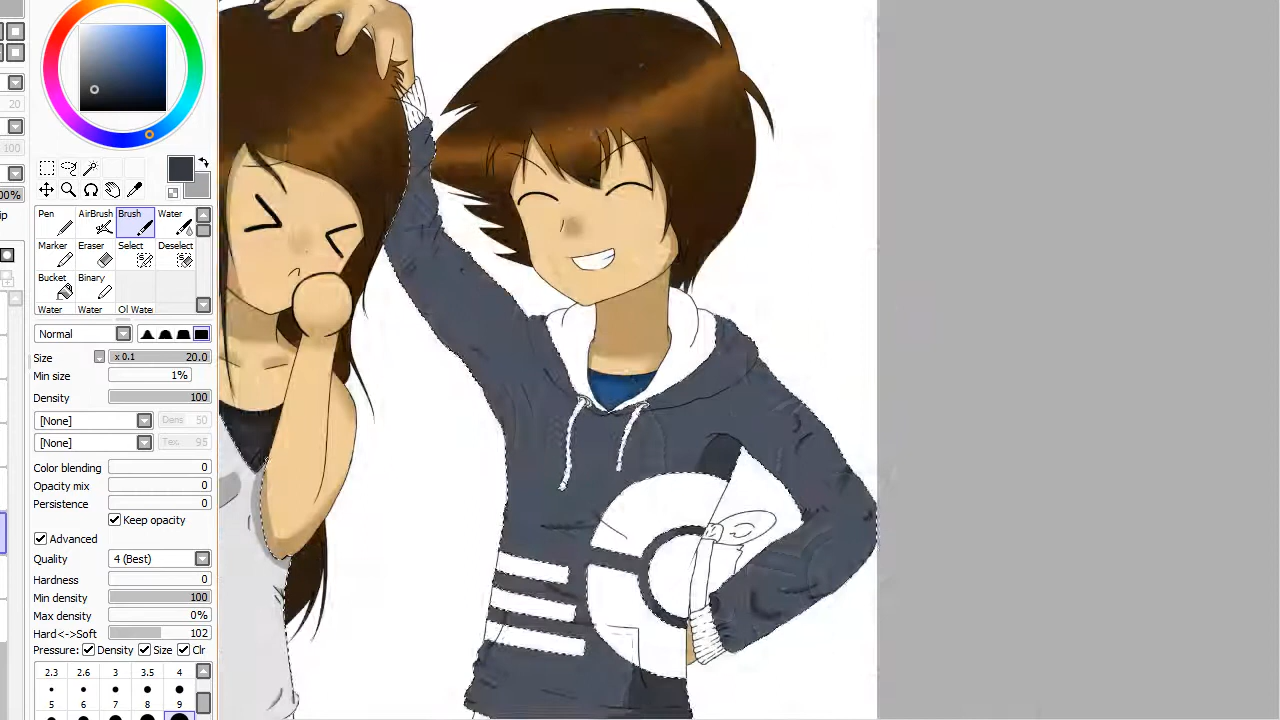 20
100
00%
ip
Pen AirBrush Brush Water
Marker Eraser Select Deselect
Bucket Binary
Water Water Ol Wate
Normal
Size x 0.1 20.0
Min size 1%
Density 100
[None] Dens 50
[None] Tex. 95
Color blending 0
Opacity mix 0
Persistence 0
Keep opacity
Advanced
Quality 4 (Best)
Hardness 0
Min density 100
Max density 0%
Hard<->Soft 102
Pressure: Density Size Clr
2.3 2.6 3 3.5 4
5 6 7 8 9